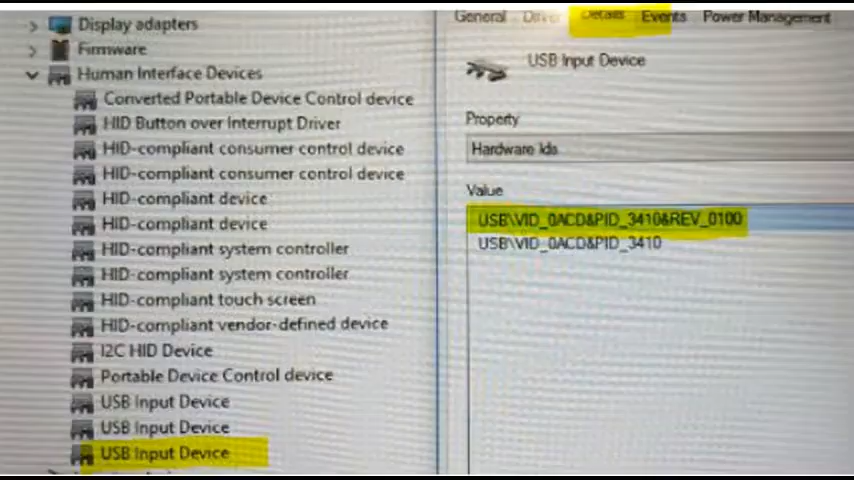 Display adapters
Firmware
Human Interface Devices
Converted Portable Device Control device
HID Button over Interrupt Driver
HID-compliant consumer control device
HID-compliant consumer control device
HID-compliant device
HID-compliant device
HID-compliant system controller
HID-compliant system controller
HID-compliant touch screen
HID-compliant vendor-defined device
I2C HID Device
Portable Device Control device
USB Input Device
USB Input Device
USB Input Device
General Driver Details Events Power Management
USB Input Device
Property
Hardware Ids
Value
USB\VID_0ACD&PID_3410&REV_0100
USB\VID_0ACD&PID_3410